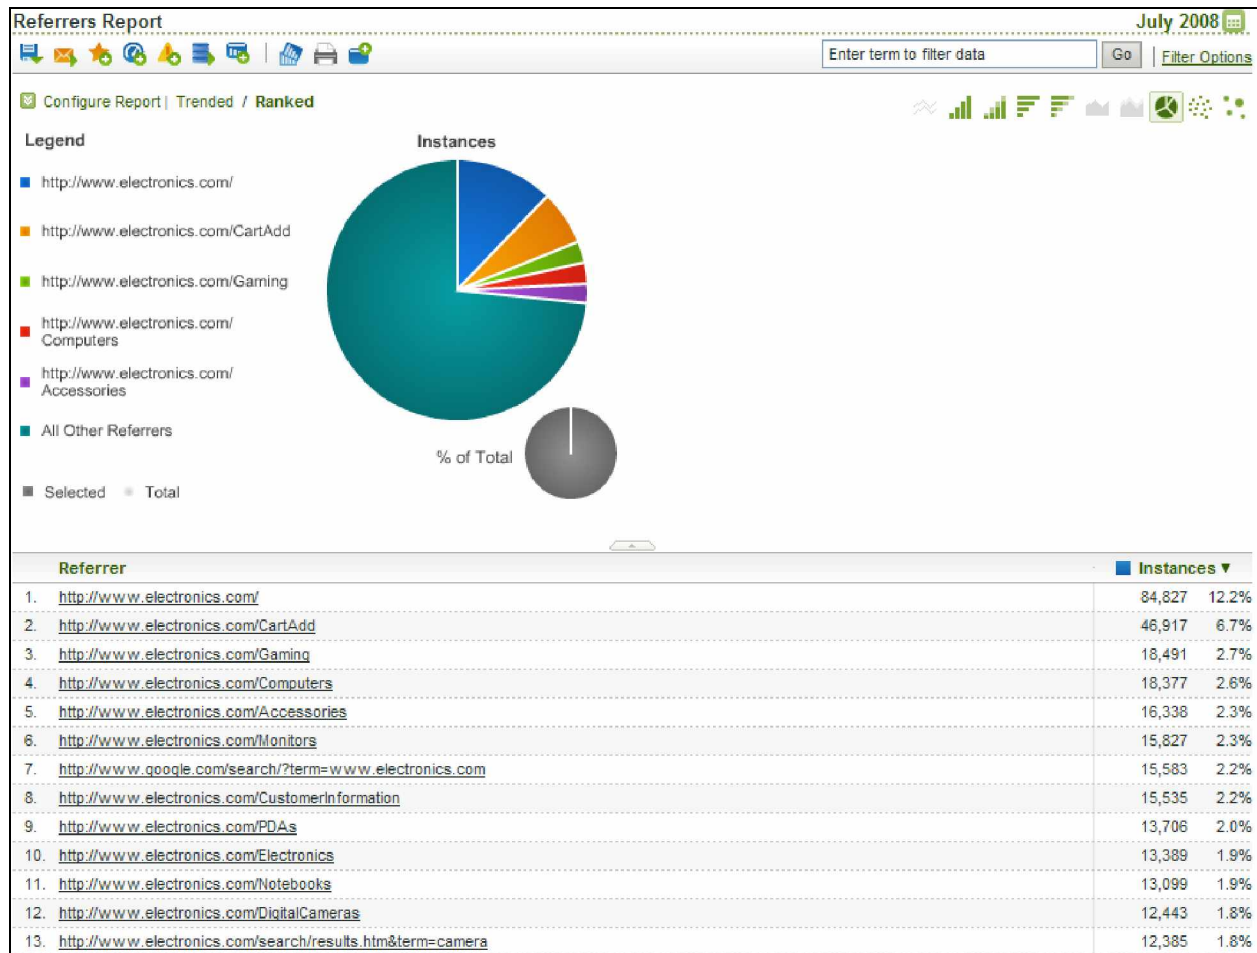 Referrers Report
July 2008
Enter term to filter data
Go
Filter Options
Configure Report | Trended / Ranked
Legend
Instances
http://www.electronics.com/
http://www.electronics.com/CartAdd
http://www.electronics.com/Gaming
http://www.electronics.com/
Computers
http://www.electronics.com/
Accessories
All Other Referrers
% of Total
Selected
Total
Referrer
Instances ▼
1. http://www.electronics.com/ 84,827 12.2%
2. http://www.electronics.com/CartAdd 46,917 6.7%
3. http://www.electronics.com/Gaming 18,491 2.7%
4. http://www.electronics.com/Computers 18,377 2.6%
5. http://www.electronics.com/Accessories 16,338 2.3%
6. http://www.electronics.com/Monitors 15,827 2.3%
7. http://www.google.com/search/?term=www.electronics.com 15,583 2.2%
8. http://www.electronics.com/CustomerInformation 15,535 2.2%
9. http://www.electronics.com/PDAs 13,706 2.0%
10. http://www.electronics.com/Electronics 13,389 1.9%
11. http://www.electronics.com/Notebooks 13,099 1.9%
12. http://www.electronics.com/DigitalCameras 12,443 1.8%
13. http://www.electronics.com/search/results.htm&term=camera 12,385 1.8%